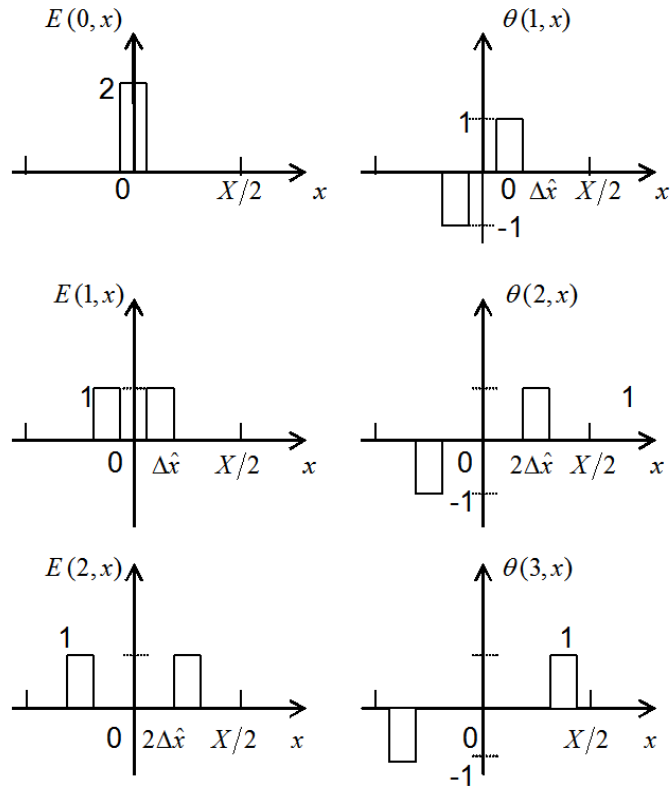 E(0,x)
2
0 X/2 x
θ(1,x)
1
0 Δx̂ X/2 x
-1
E(1,x)
1
0 Δx̂ X/2 x
θ(2,x)
1
0 2Δx̂ X/2 x
-1
E(2,x)
1
0 2Δx̂ X/2 x
θ(3,x)
1
0 X/2 x
-1